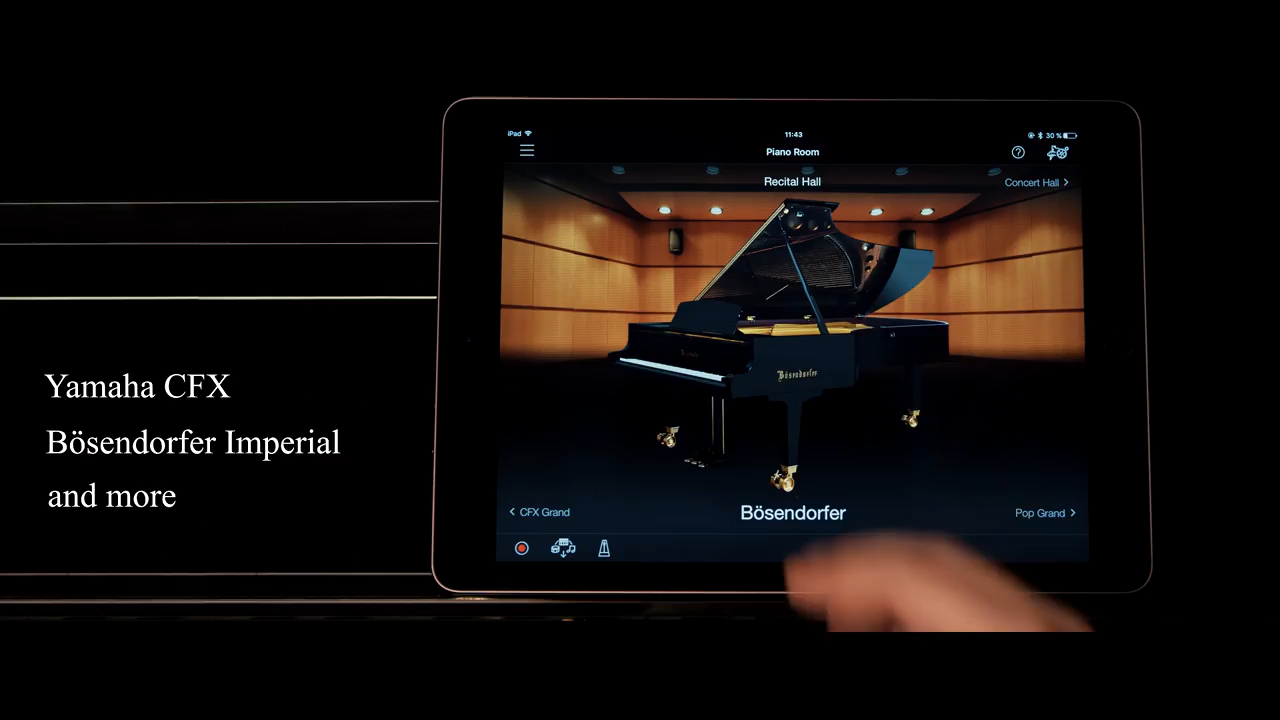 iPad
11:43
30 %
Piano Room
Recital Hall
Concert Hall
Bösendorfer
Yamaha CFX
Bösendorfer Imperial
and more
CFX Grand
Bösendorfer
Pop Grand